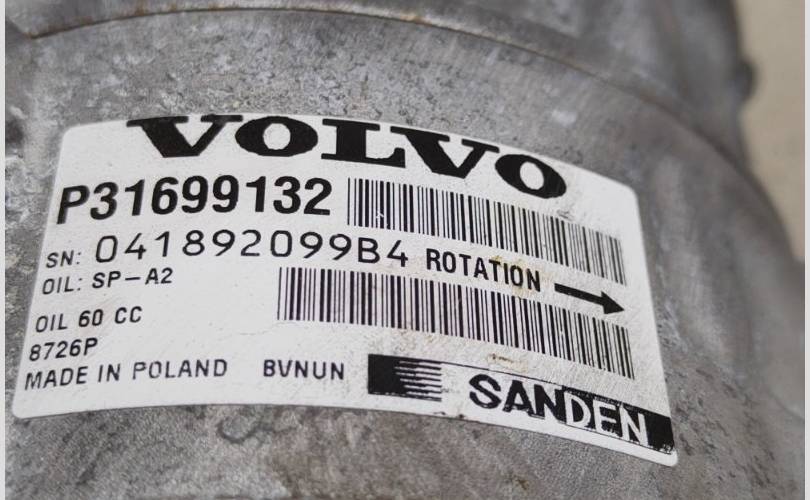 VOLVO
P31699132
SN: 041892099B4 ROTATION
OIL: SP-A2
OIL 60 CC
8726P
MADE IN POLAND BVNUN SANDEN